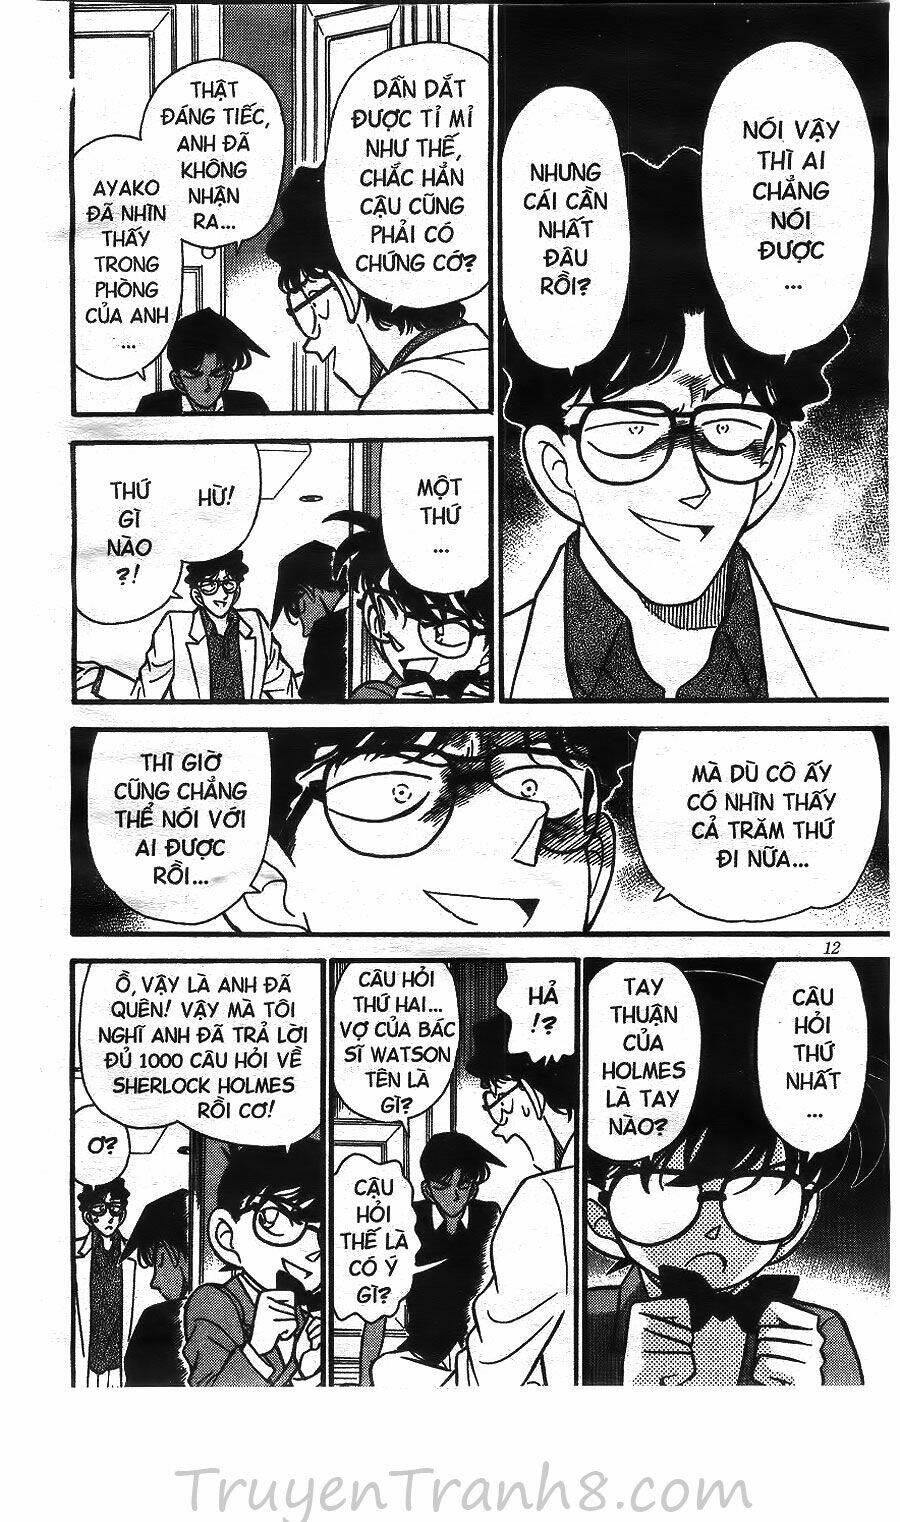 NÓI VẬY
THÌ AI
CHẲNG
NÓI
ĐƯỢC
...
NHƯNG
CÁI CẦN
NHẤT
ĐÂU
RỒI?
DẪN DẮT
ĐƯỢC TỈ MỈ
NHƯ THẾ,
CHẮC HẲN
CẬU CŨNG
PHẢI CÓ
CHỨNG CỚ?
THẬT
ĐÁNG TIẾC,
ANH ĐÃ
KHÔNG
NHẬN
RA...
AYAKO
ĐÃ NHÌN
THẤY
TRONG
PHÒNG
CỦA ANH
...
MỘT
THỨ
...
HỪ!
THỨ
GÌ
NÀO
?!
MÀ DÙ CÔ ẤY
CÓ NHÌN THẤY
CẢ TRĂM THỨ
ĐI NỮA...
THÌ GIỜ
CŨNG CHẲNG
THỂ NÓI VỚI
AI ĐƯỢC
RỒI...
12
CÂU
HỎI
THỨ
NHẤT
...
TAY
THUẬN
CỦA
HOLMES
LÀ TAY
NÀO?
HẢ
!?
CÂU HỎI
THỨ HAI...
VỢ CỦA BÁC
SĨ WATSON
TÊN LÀ
GÌ?
CẬU
HỎI
THẾ LÀ
CÓ Ý
GÌ?
Ồ, VẬY LÀ ANH ĐÃ
QUÊN! VẬY MÀ TÔI
NGHĨ ANH ĐÃ TRẢ LỜI
ĐỦ 1000 CÂU HỎI VỀ
SHERLOCK HOLMES
RỒI CƠ!
Ơ?
TruyenTranh8.com